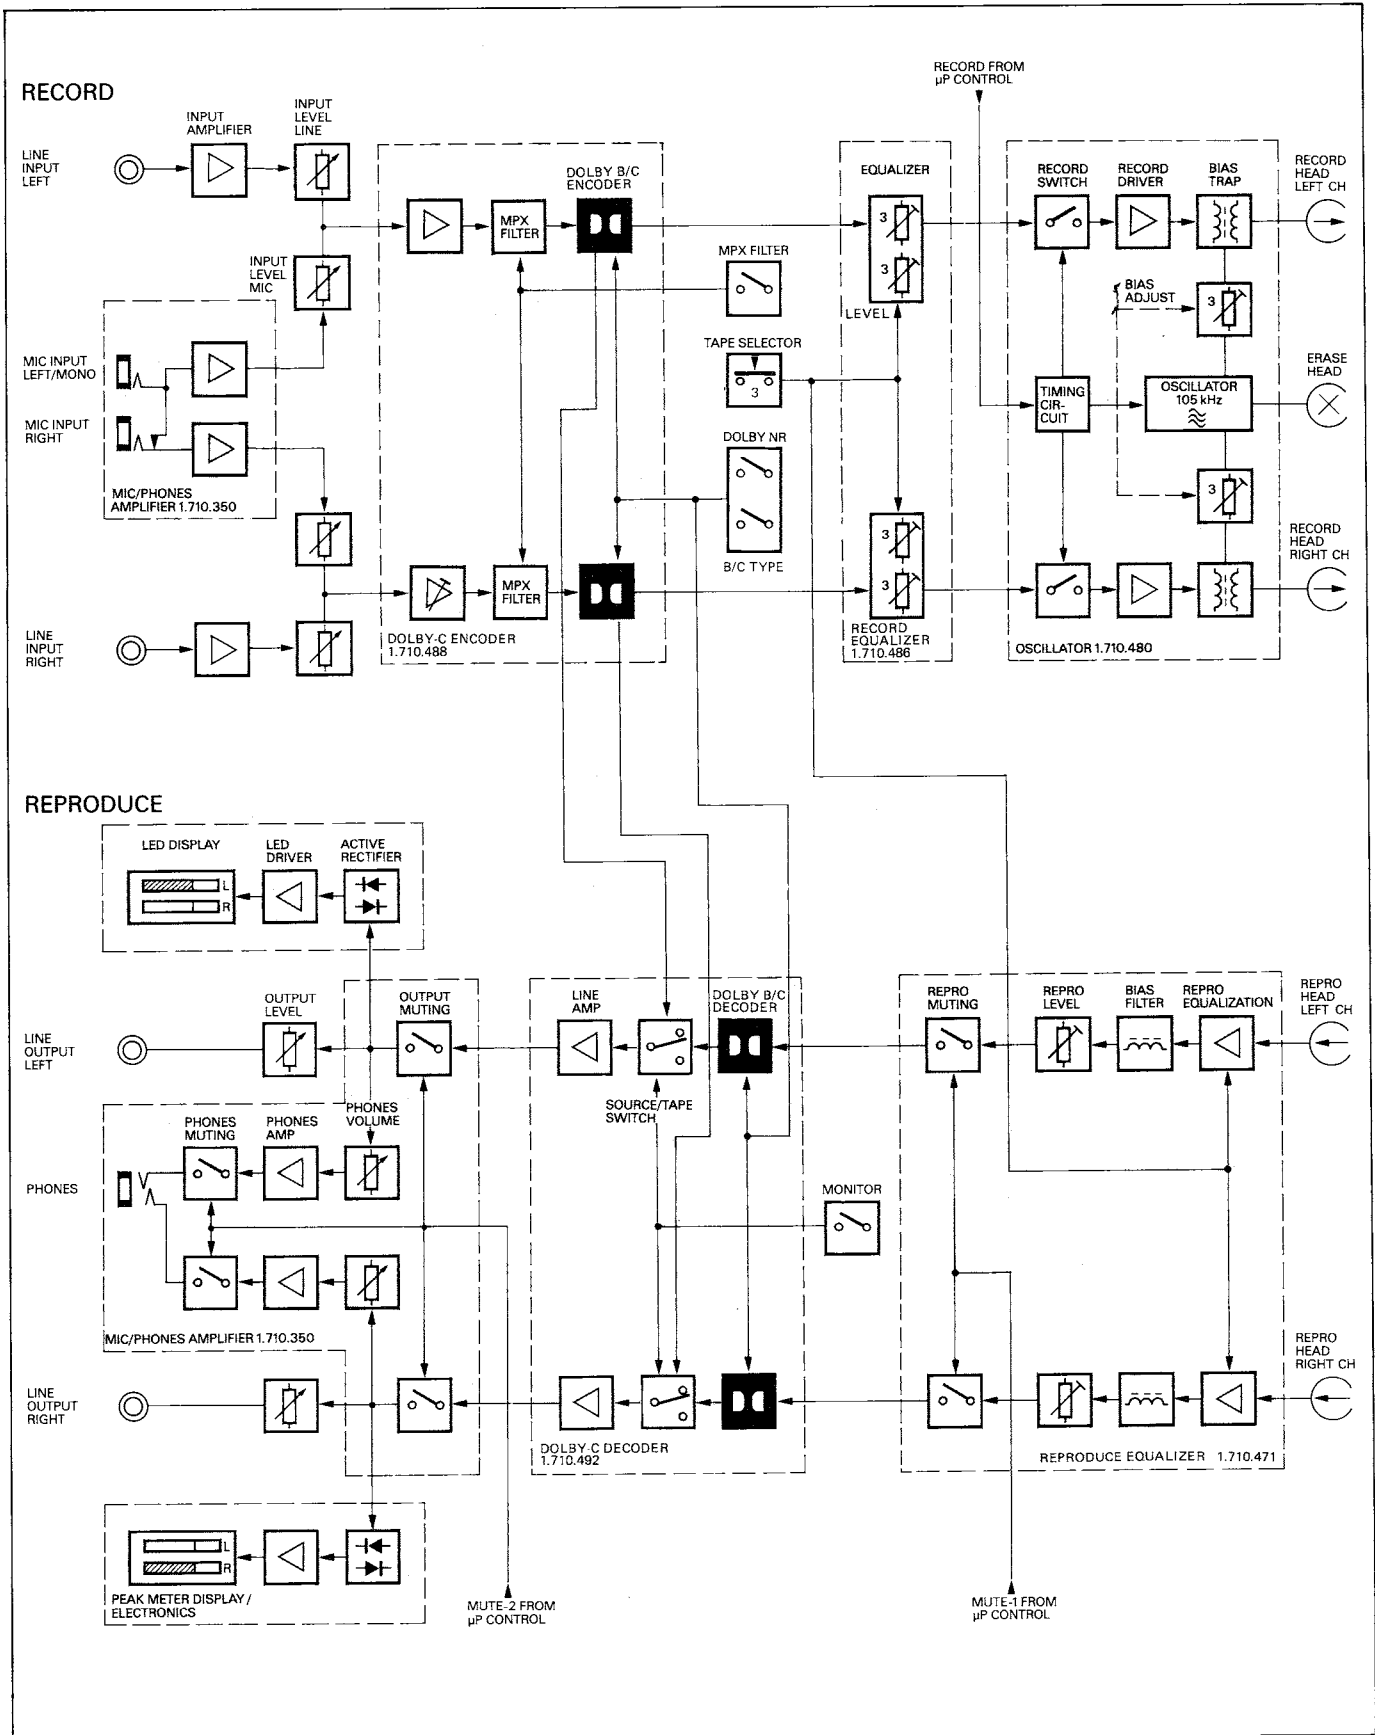 RECORD
RECORD FROM
µP CONTROL
INPUT
AMPLIFIER
INPUT
LEVEL
LINE
LINE
INPUT
LEFT
DOLBY B/C
ENCODER
MPX
FILTER
EQUALIZER
3
3
LEVEL
RECORD
SWITCH
RECORD
DRIVER
BIAS
TRAP
RECORD
HEAD
LEFT CH
INPUT
LEVEL
MIC
MPX FILTER
BIAS
ADJUST
3
MIC INPUT
LEFT/MONO
MIC INPUT
RIGHT
MIC/PHONES
AMPLIFIER 1.710.350
TAPE SELECTOR
3
TIMING
CIR-
CUIT
OSCILLATOR
105 kHz
ERASE
HEAD
DOLBY NR
B/C TYPE
3
3
3
RECORD
HEAD
RIGHT CH
MPX
FILTER
DOLBY-C ENCODER
1.710.488
RECORD
EQUALIZER
1.710.486
OSCILLATOR 1.710.480
LINE
INPUT
RIGHT
REPRODUCE
LED DISPLAY
L
R
LED
DRIVER
ACTIVE
RECTIFIER
LINE
OUTPUT
LEFT
OUTPUT
LEVEL
OUTPUT
MUTING
LINE
AMP
DOLBY B/C
DECODER
SOURCE/TAPE
SWITCH
REPRO
MUTING
REPRO
LEVEL
BIAS
FILTER
REPRO
EQUALIZATION
REPRO
HEAD
LEFT CH
PHONES
MUTING
PHONES
AMP
PHONES
VOLUME
PHONES
MONITOR
MIC/PHONES AMPLIFIER 1.710.350
LINE
OUTPUT
RIGHT
DOLBY-C DECODER
1.710.492
REPRODUCE EQUALIZER 1.710.471
REPRO
HEAD
RIGHT CH
L
R
PEAK METER DISPLAY/
ELECTRONICS
MUTE-2 FROM
µP CONTROL
MUTE-1 FROM
µP CONTROL